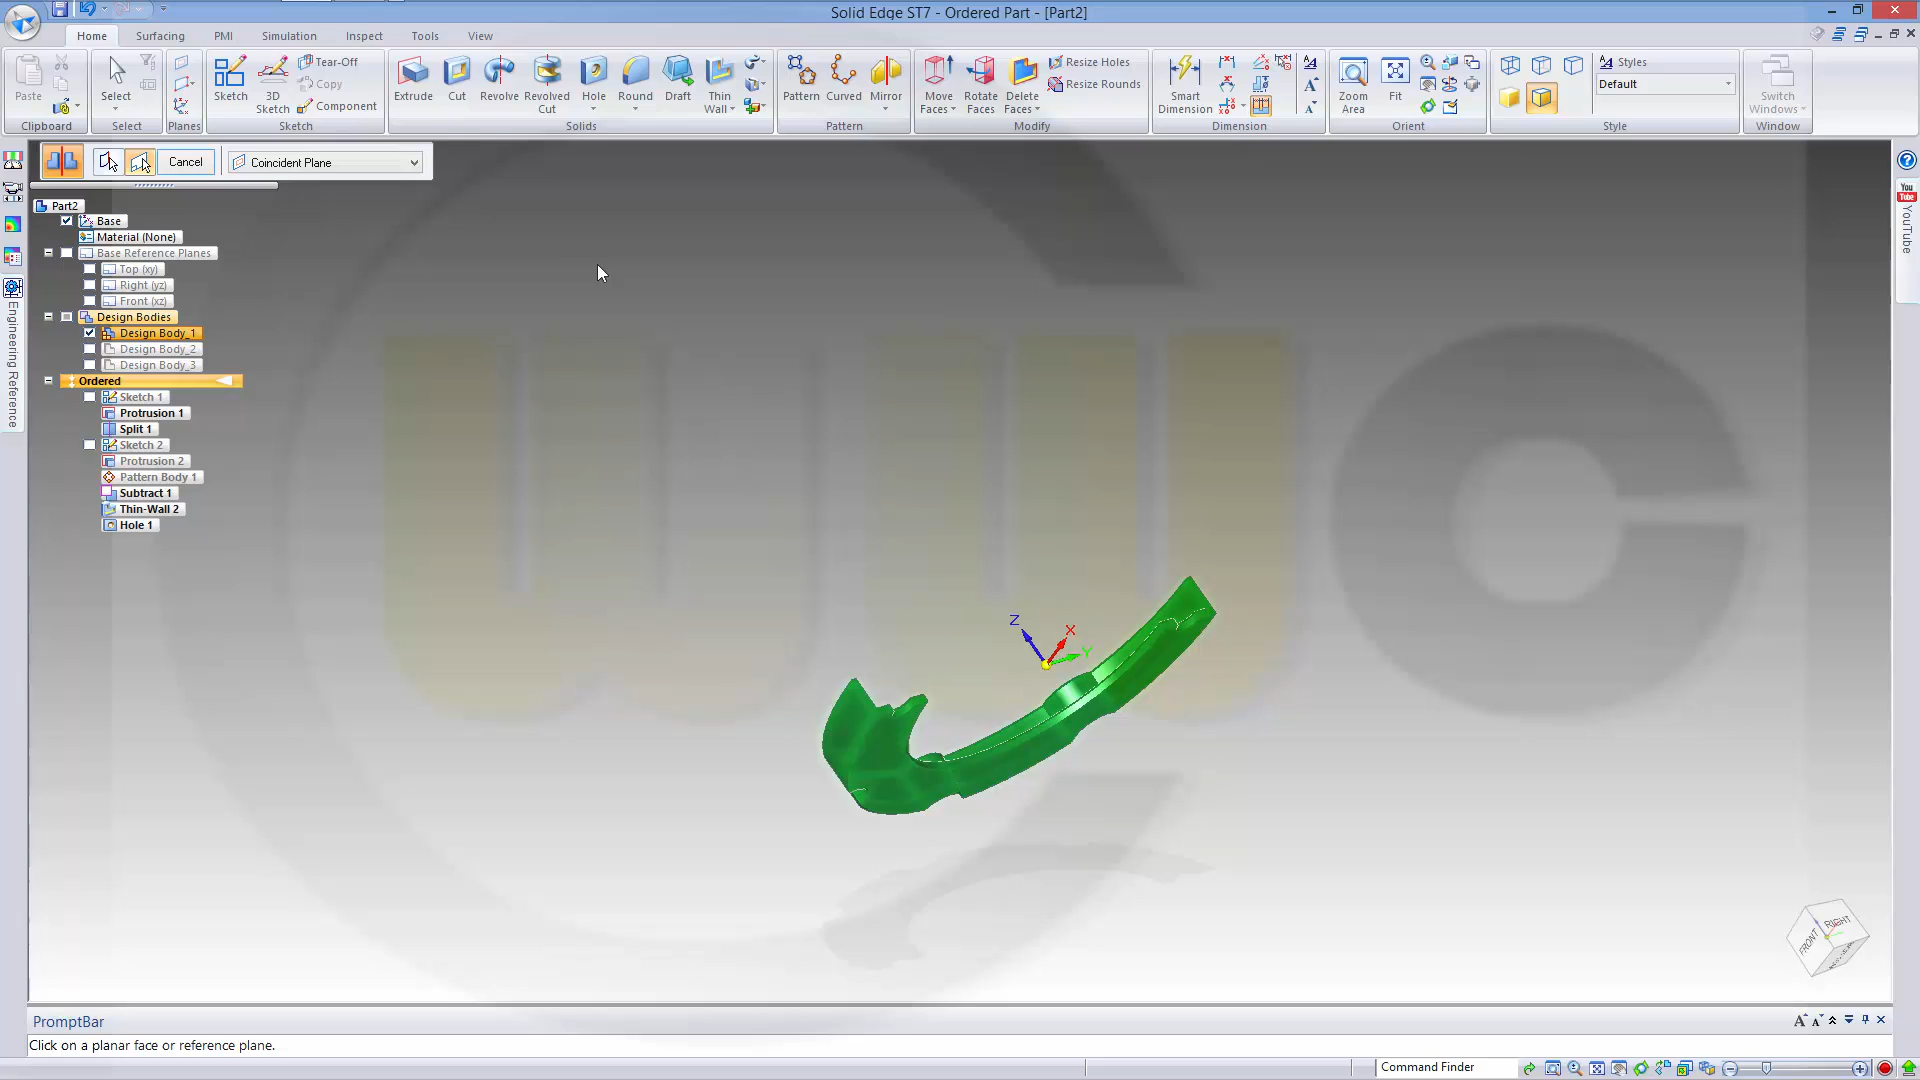 Solid Edge ST7 - Ordered Part - [Part2]
Home Surfacing PMI Simulation Inspect Tools View
Paste
Clipboard
Select
Select
Planes
Sketch
3D Sketch
Tear-Off
Copy
Component
Sketch
Extrude
Cut
Revolve
Revolved Cut
Hole
Round
Draft
Thin Wall
Solids
Pattern
Curved
Mirror
Pattern
Move Faces
Rotate Faces
Delete Faces
Resize Holes
Resize Rounds
Modify
Smart Dimension
Dimension
Zoom Area
Fit
Orient
Styles
Default
Style
Switch Windows
Window
Cancel
Coincident Plane
Part2
Base
Material (None)
Base Reference Planes
Top (xy)
Right (yz)
Front (xz)
Design Bodies
Design Body_1
Design Body_2
Design Body_3
Ordered
Sketch 1
Protrusion 1
Split 1
Sketch 2
Protrusion 2
Pattern Body 1
Subtract 1
Thin-Wall 2
Hole 1
Engineering Reference
You Tube
YouTube
wuc
Z
X
Y
FRONT
RIGHT
PromptBar
Click on a planar face or reference plane.
Command Finder